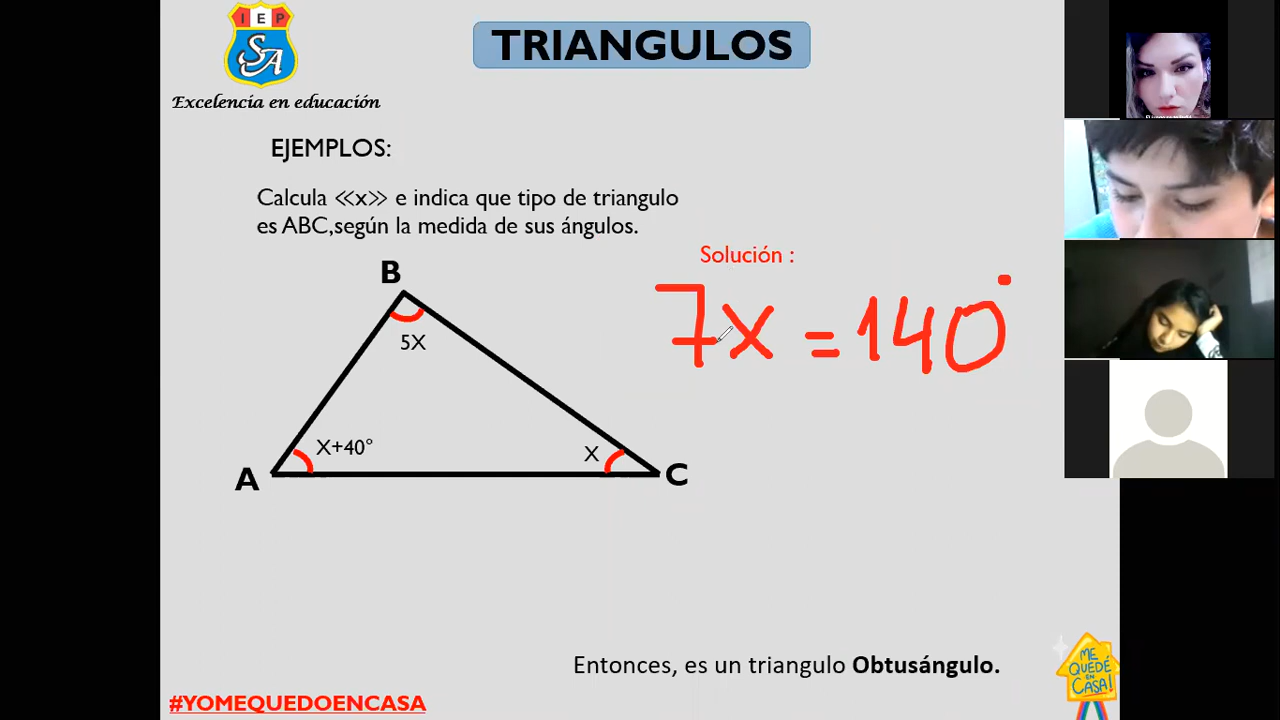 IEP
SA
Excelencia en educación
TRIANGULOS
EJEMPLOS:
Calcula ≪x≫ e indica que tipo de triangulo
es ABC,según la medida de sus ángulos.
Solución :
7x = 140°
B
5X
X+40°
X
A
C
Entonces, es un triangulo Obtusángulo.
#YOMEQUEDOENCASA
ME
QUEDÉ
EN
CASA!